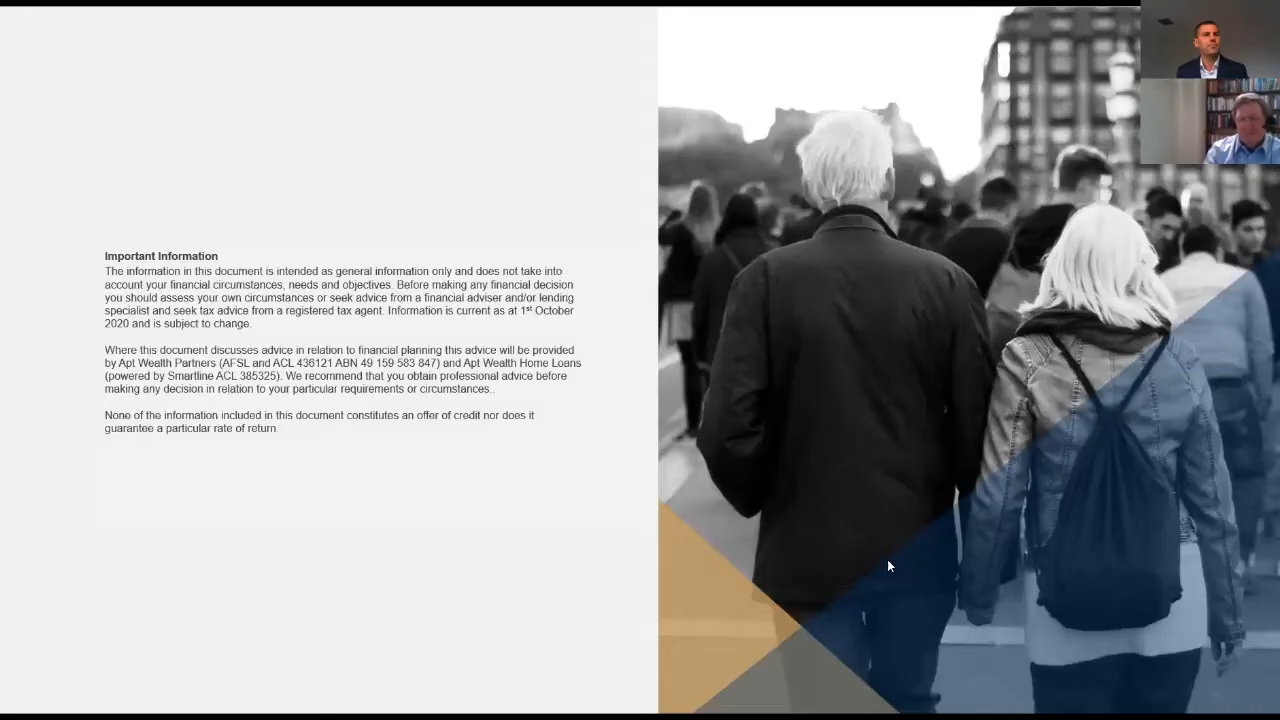 Important Information
The information in this document is intended as general information only and does not take into
account your financial circumstances, needs and objectives. Before making any financial decision
you should assess your own circumstances or seek advice from a financial adviser and/or lending
specialist and seek tax advice from a registered tax agent. Information is current as at 1st October
2020 and is subject to change.
Where this document discusses advice in relation to financial planning this advice will be provided
by Apt Wealth Partners (AFSL and ACL 436121 ABN 49 159 583 847) and Apt Wealth Home Loans
(powered by Smartline ACL 385325). We recommend that you obtain professional advice before
making any decision in relation to your particular requirements or circumstances..
None of the information included in this document constitutes an offer of credit nor does it
guarantee a particular rate of return.